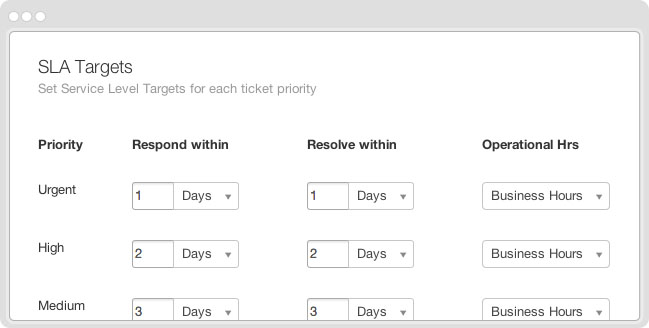 SLA Targets
Set Service Level Targets for each ticket priority
Priority Respond within Resolve within Operational Hrs
Urgent 1 Days 1 Days Business Hours
High 2 Days 2 Days Business Hours
Medium 3 Days 3 Days Business Hours